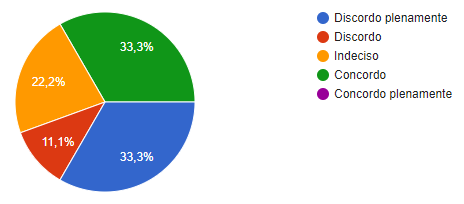 33,3%
22,2%
11,1%
33,3%
Discordo plenamente
Discordo
Indeciso
Concordo
Concordo plenamente